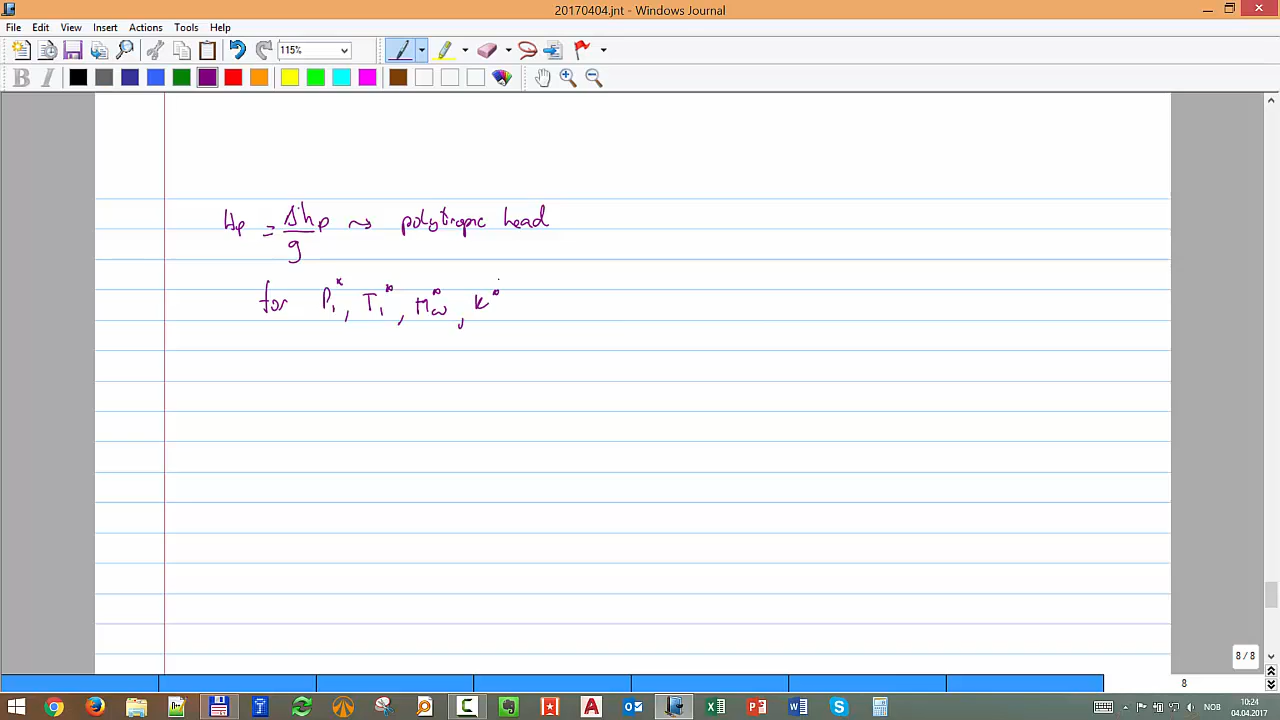 20170404.jnt - Windows Journal
File Edit View Insert Actions Tools Help
115%
B I
Hp = Δhp / g ⇝ polytropic head
for P₁*, T₁*, Mω*, K*
8/8
8
NOB
10:24
04.04.2017